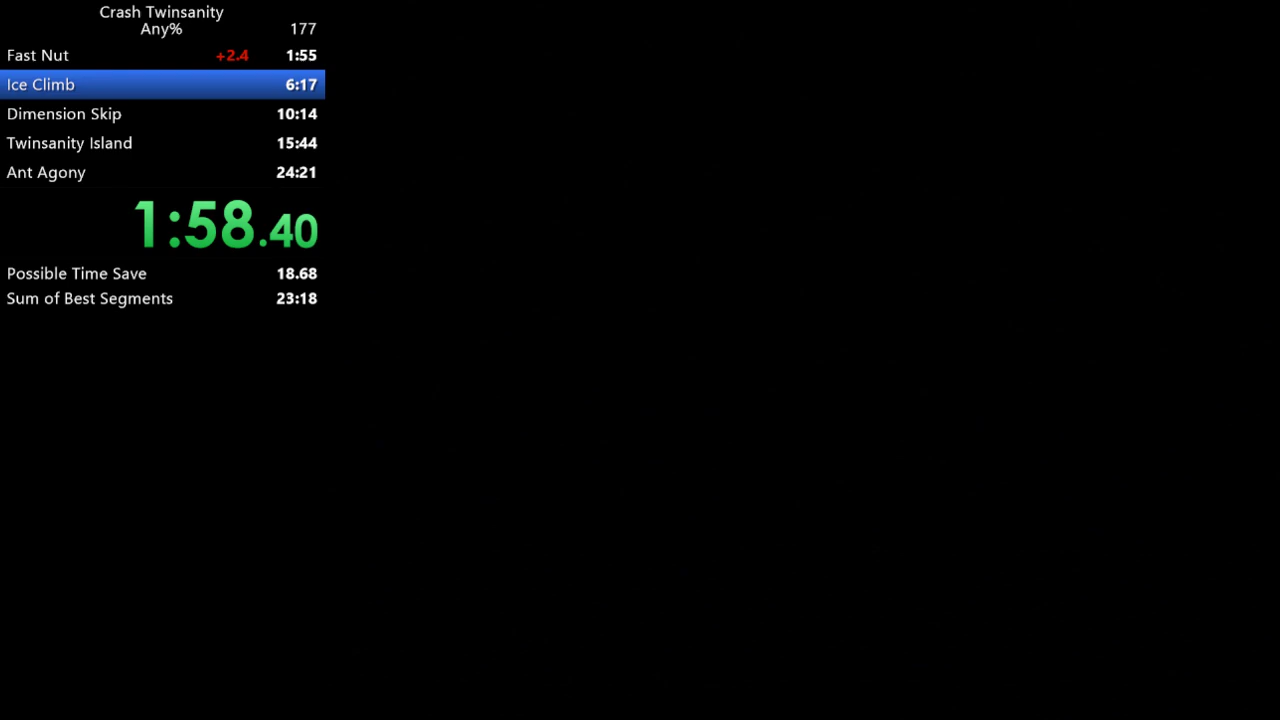 Crash Twinsanity
Any% 177
Fast Nut +2.4 1:55
Ice Climb 6:17
Dimension Skip 10:14
Twinsanity Island 15:44
Ant Agony 24:21
1:58.40
Possible Time Save 18.68
Sum of Best Segments 23:18